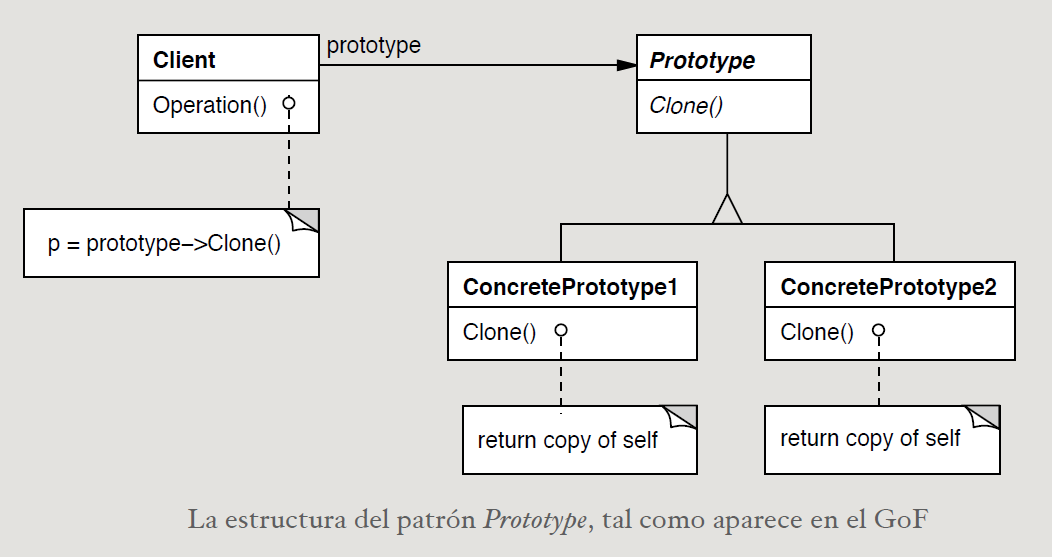 prototype
Client
Operation()
Prototype
Clone()
p = prototype−>Clone()
ConcretePrototype1
Clone()
ConcretePrototype2
Clone()
return copy of self
return copy of self
La estructura del patrón Prototype, tal como aparece en el GoF